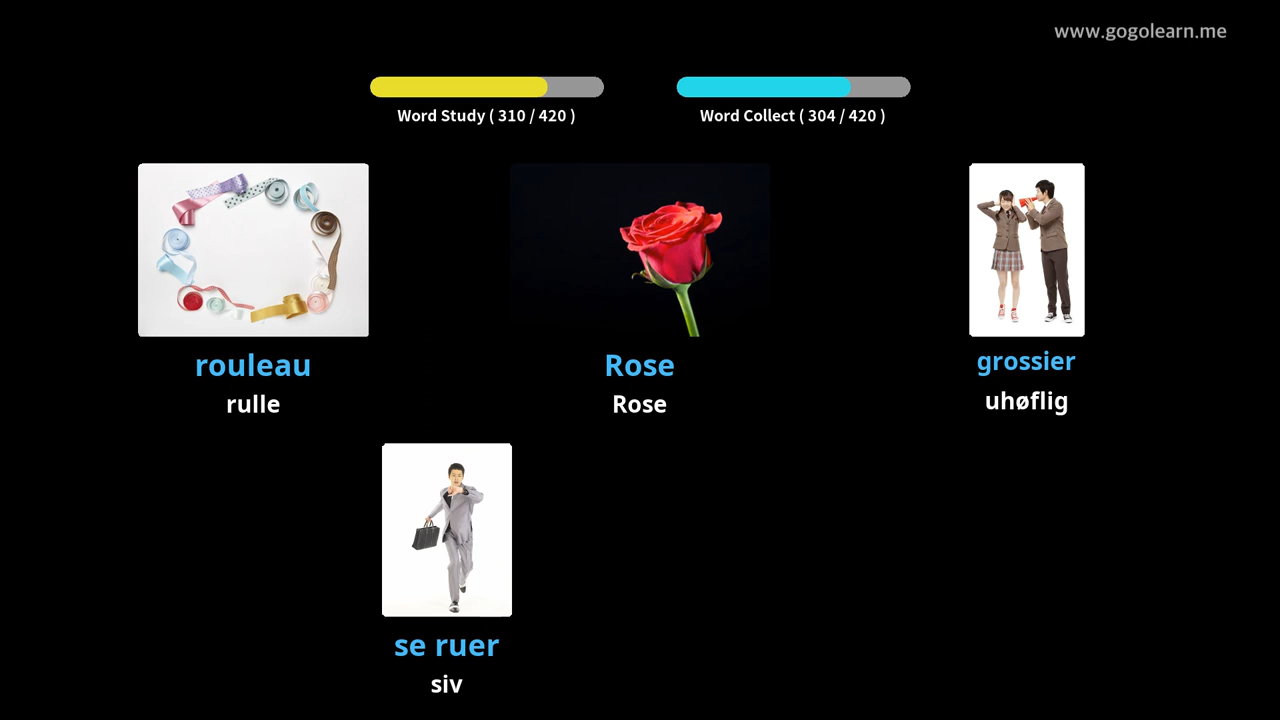 www.gogolearn.me
Word Study ( 310 / 420 )
Word Collect ( 304 / 420 )
rouleau
rulle
Rose
Rose
grossier
uhøflig
se ruer
siv